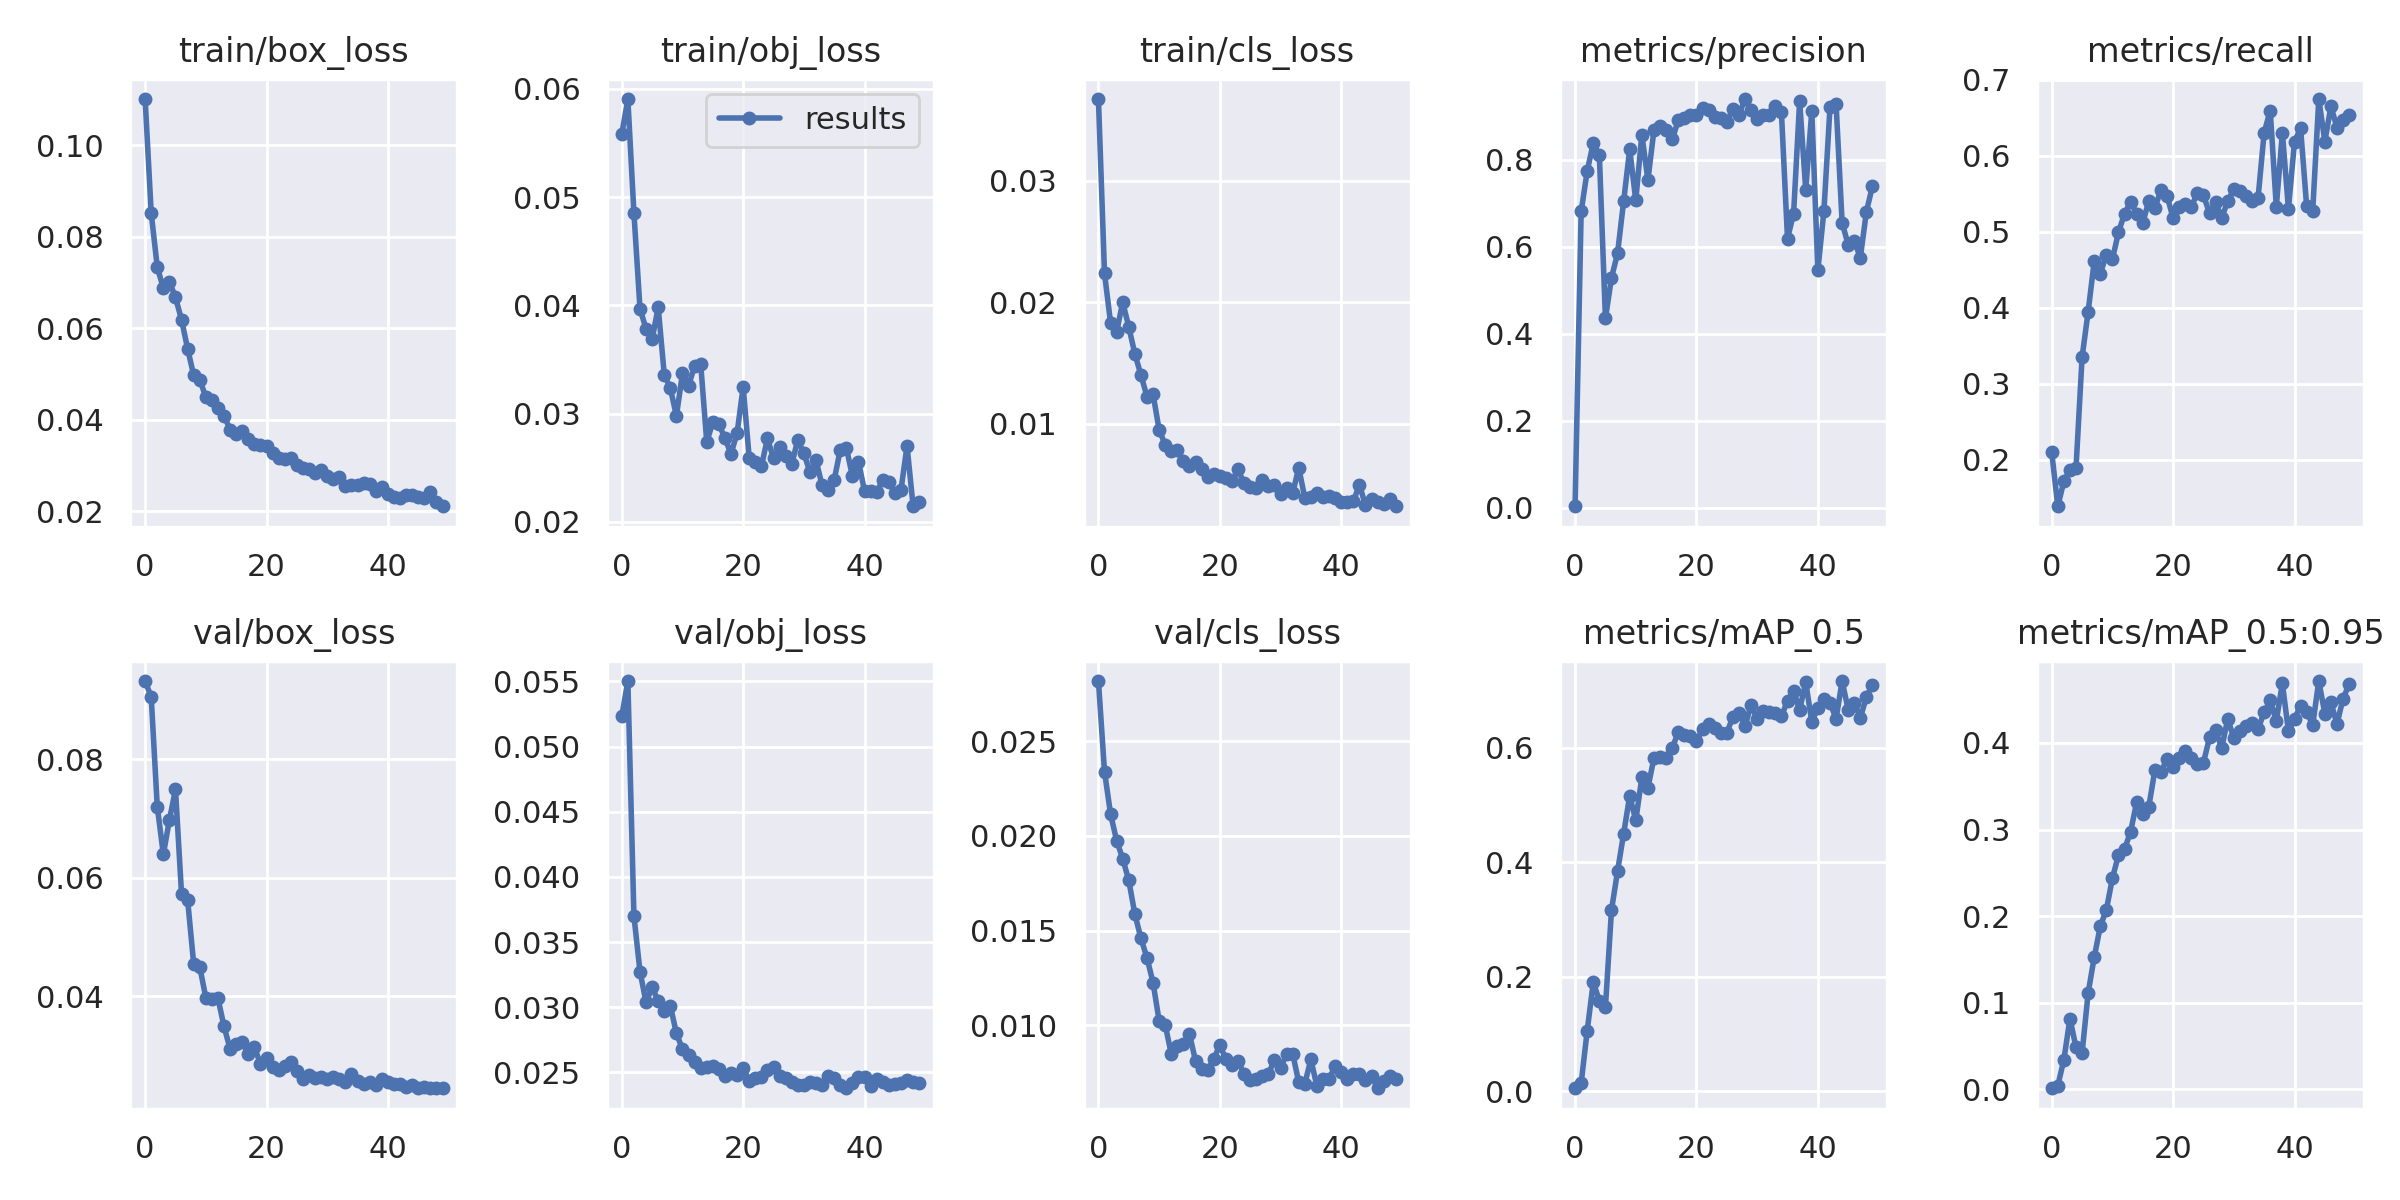 train/box_loss
0.10
0.08
0.06
0.04
0.02
0 20 40
train/obj_loss
results
0.06
0.05
0.04
0.03
0.02
0 20 40
train/cls_loss
0.03
0.02
0.01
0 20 40
metrics/precision
0.8
0.6
0.4
0.2
0.0
0 20 40
metrics/recall
0.7
0.6
0.5
0.4
0.3
0.2
0 20 40
val/box_loss
0.08
0.06
0.04
0 20 40
val/obj_loss
0.055
0.050
0.045
0.040
0.035
0.030
0.025
0 20 40
val/cls_loss
0.025
0.020
0.015
0.010
0 20 40
metrics/mAP_0.5
0.6
0.4
0.2
0.0
0 20 40
metrics/mAP_0.5:0.95
0.4
0.3
0.2
0.1
0.0
0 20 40